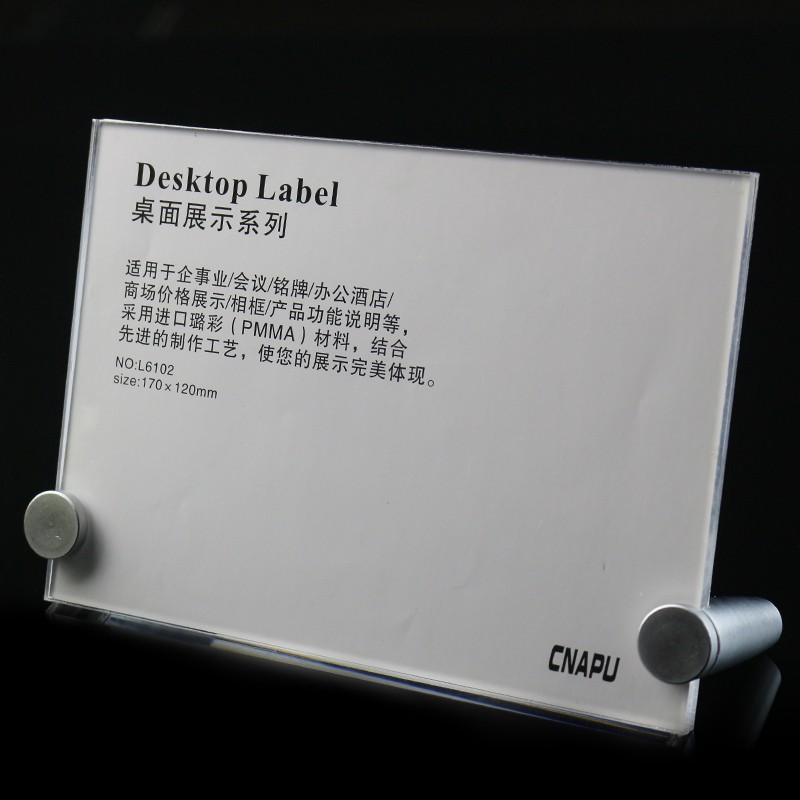 Desktop Label
桌面展示系列
适用于企事业/会议/铭牌/办公酒店/
商场价格展示/相框/产品功能说明等，
采用进口璐彩（PMMA）材料，结合
先进的制作工艺，使您的展示完美体现。
NO:L6102
size:170×120mm
CNAPU